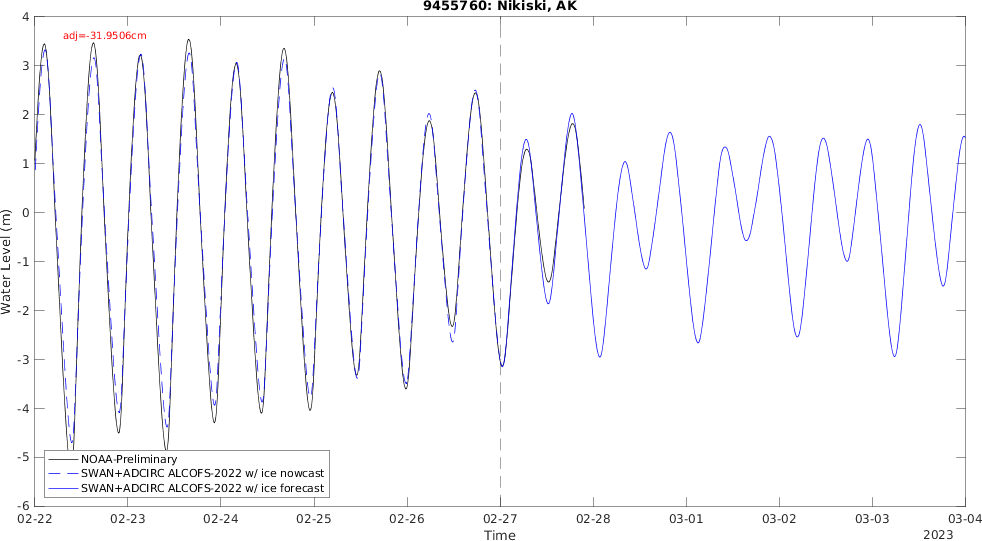 9455760: Nikiski, AK
adj=-31.9506cm
Water Level (m)
4
3
2
1
0
-1
-2
-3
-4
-5
-6
NOAA-Preliminary
SWAN+ADCIRC ALCOFS-2022 w/ ice nowcast
SWAN+ADCIRC ALCOFS-2022 w/ ice forecast
02-22 02-23 02-24 02-25 02-26 02-27 02-28 03-01 03-02 03-03 03-04
Time
2023